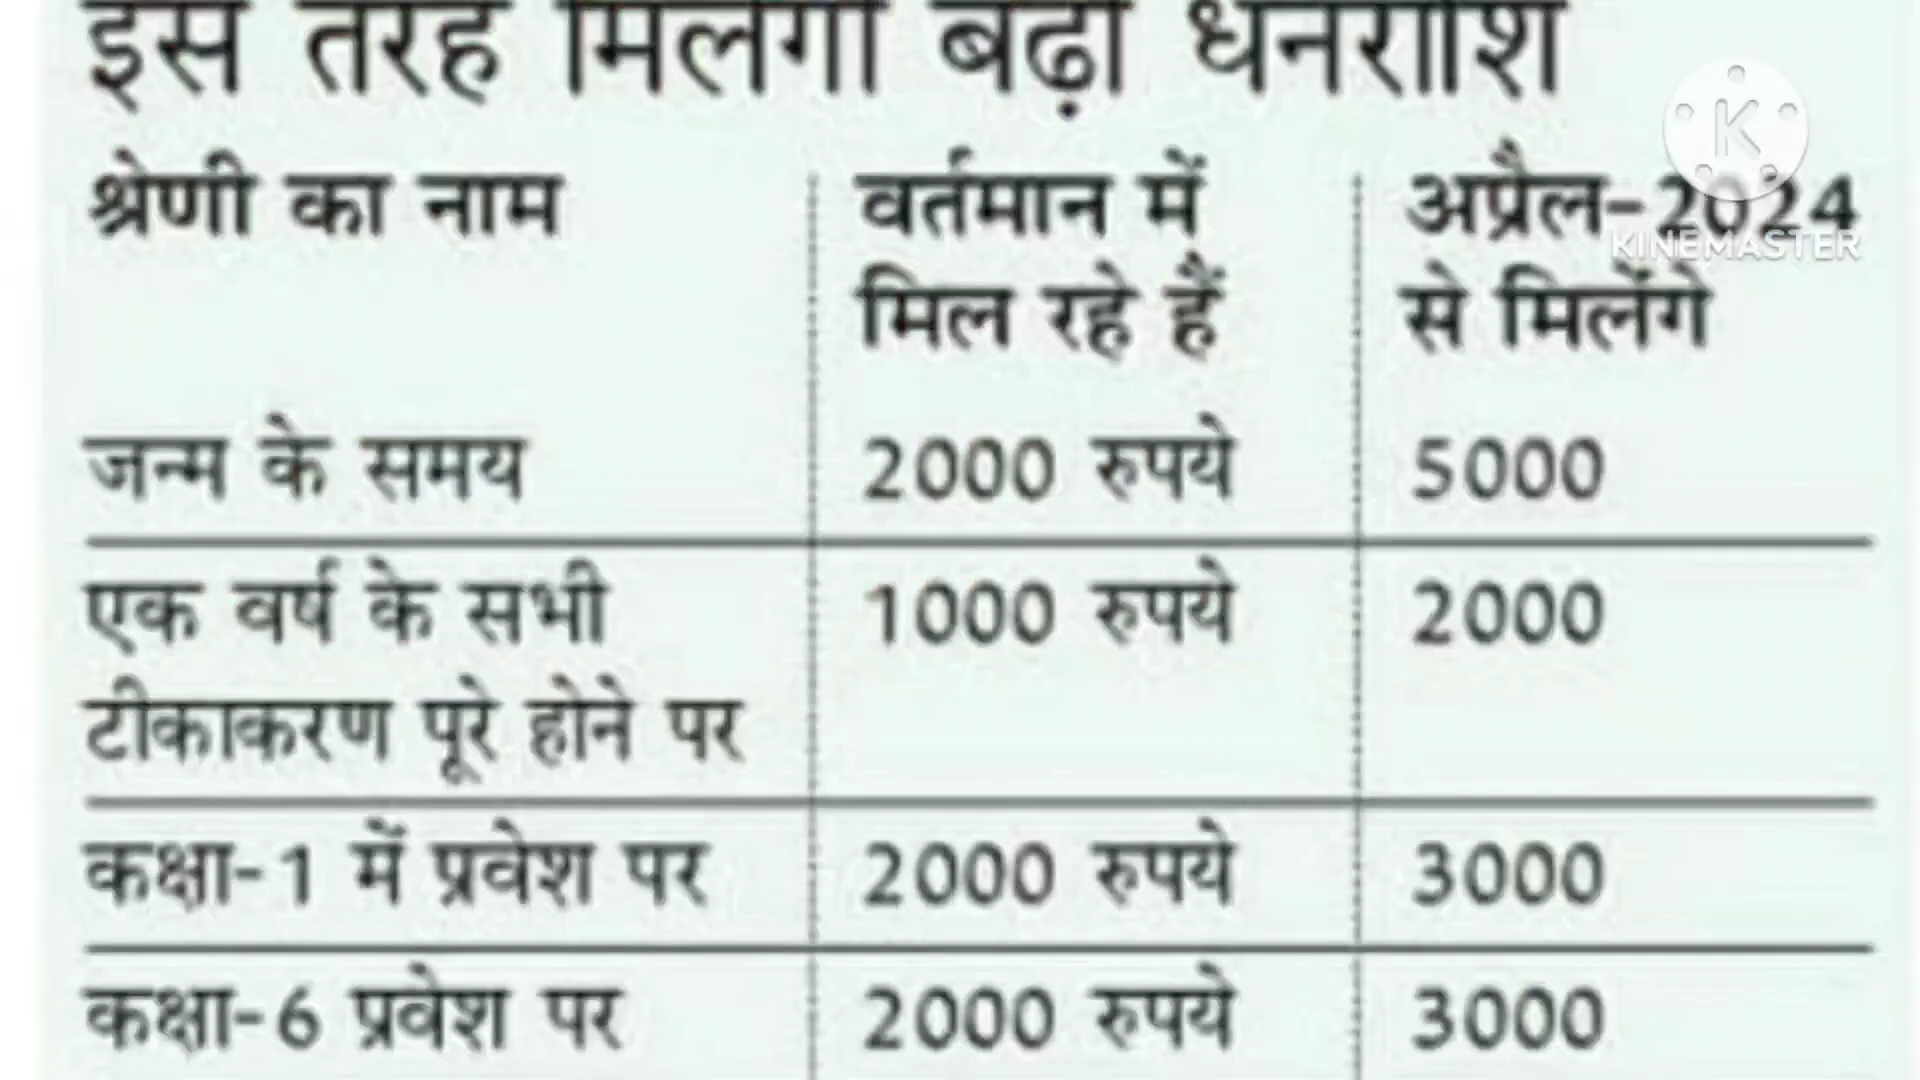 इस तरह मिलेगी बढ़ी धनराशि
श्रेणी का नाम
वर्तमान में
मिल रहे हैं
अप्रैल-2024
से मिलेंगे
K
KINEMASTER
जन्म के समय 2000 रुपये 5000
एक वर्ष के सभी 1000 रुपये 2000
टीकाकरण पूरे होने पर
कक्षा-1 में प्रवेश पर 2000 रुपये 3000
कक्षा-6 प्रवेश पर 2000 रुपये 3000